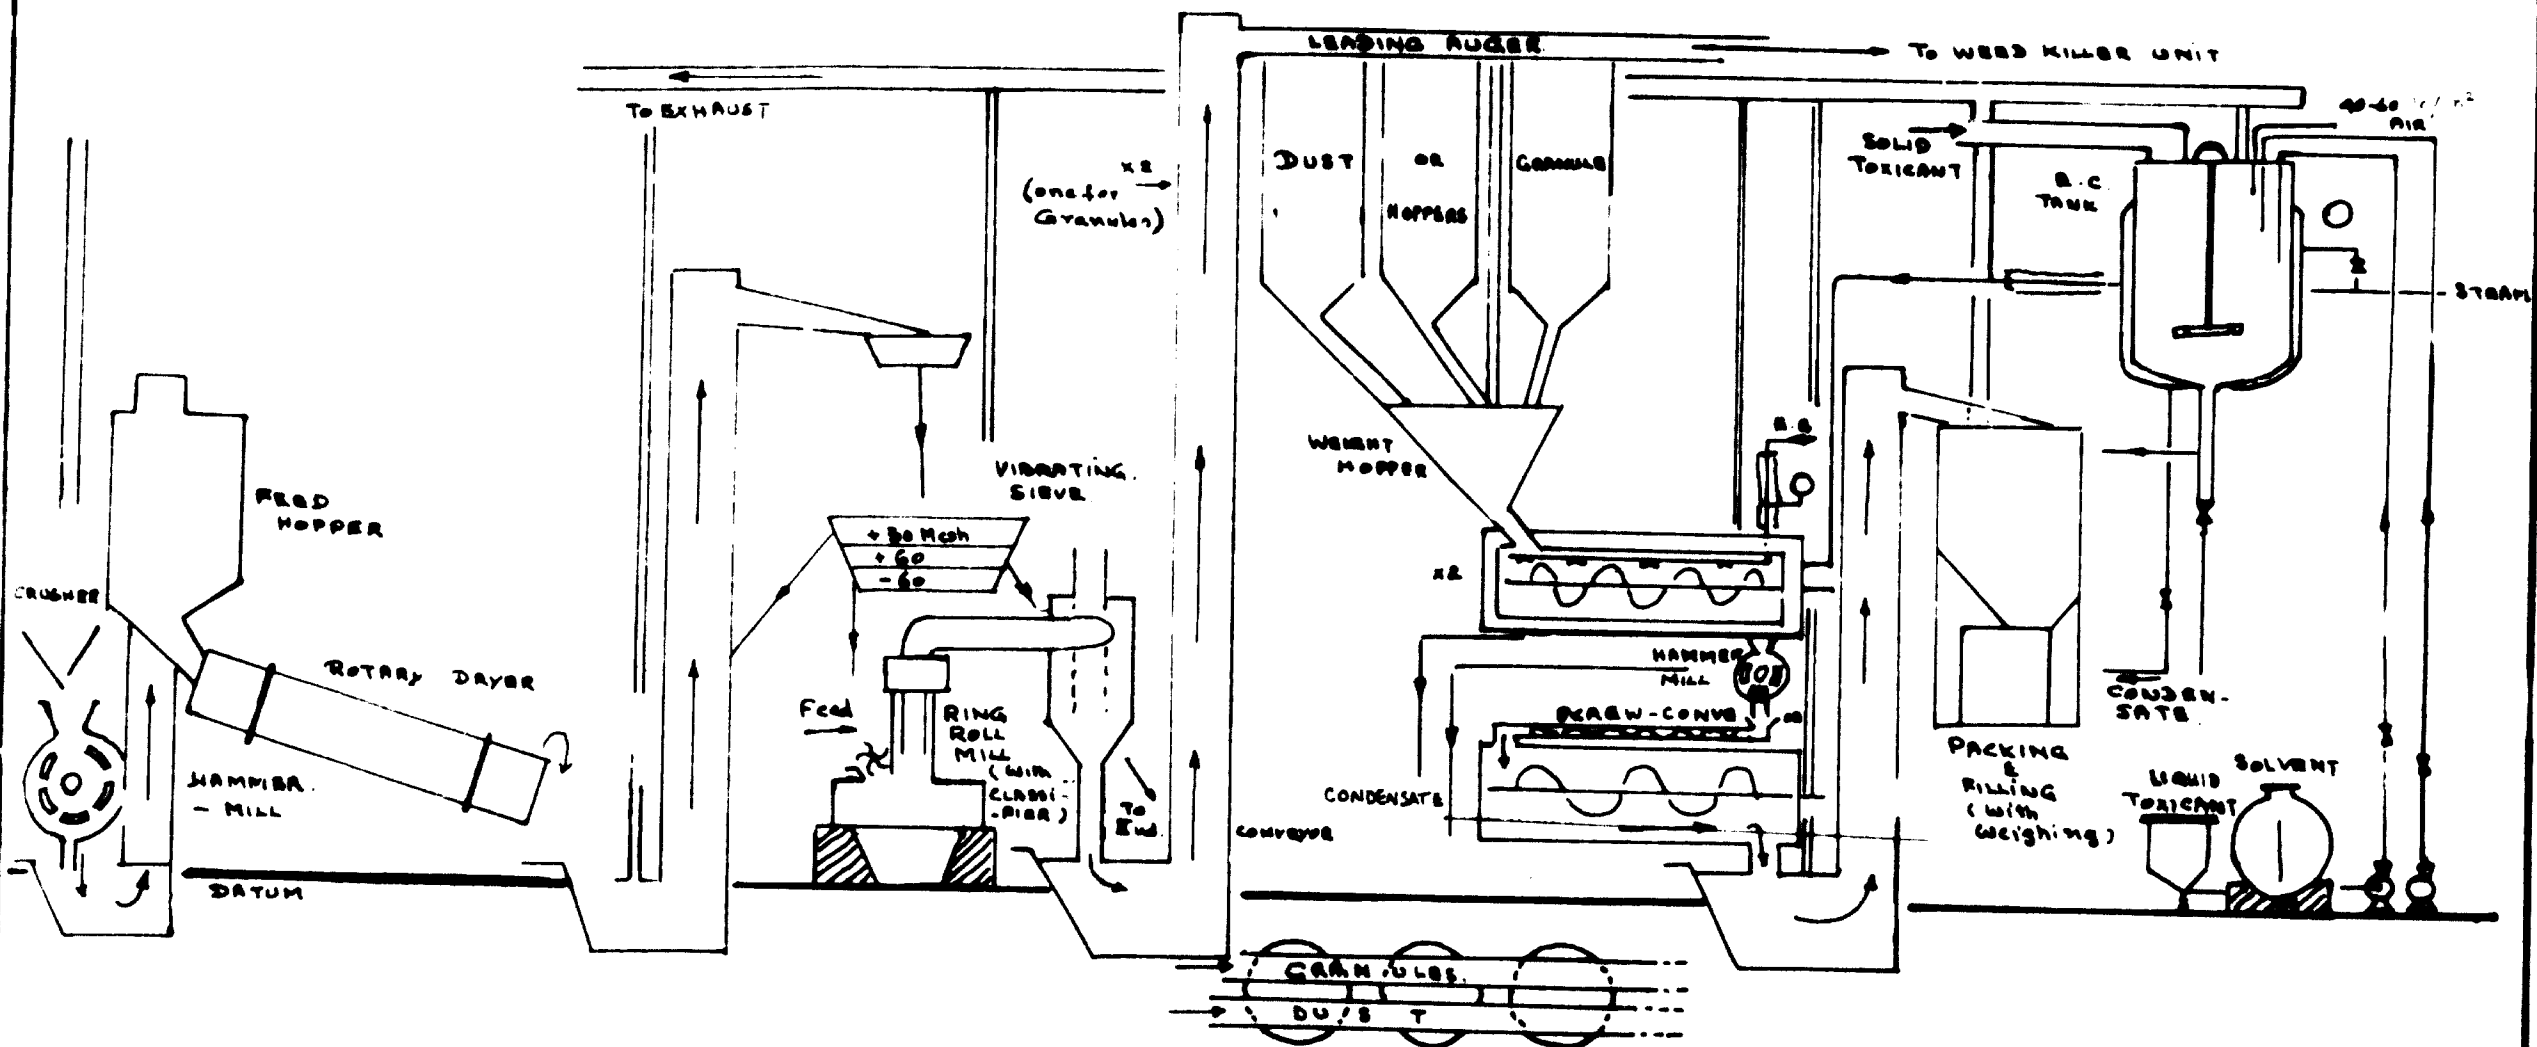 LEADING AUGER
TO WEED KILLER UNIT
TO EXHAUST
AIR
X2
(one for
Granules)
DUST
OR
GRANULE
HOPPERS
SOLID
TOXICANT
E.C.
TANK
STEAM
FEED
HOPPER
VIBRATING
SIEVE
WEIGHT
HOPPER
+30 Mesh
+60
-60
X2
CRUSHER
ROTARY DRYER
HAMMER
MILL
Feed
RING
ROLL
MILL
(with
CLASSI-
-FIER)
SCREW-CONVE
CONDEN-
SATE
HAMMER
- MILL
CONDENSATE
To
PACKING
&
FILLING
(with
Weighing)
LIQUID
TOXICANT
SOLVENT
CONVEYOR
DATUM
GRANULES
DUST